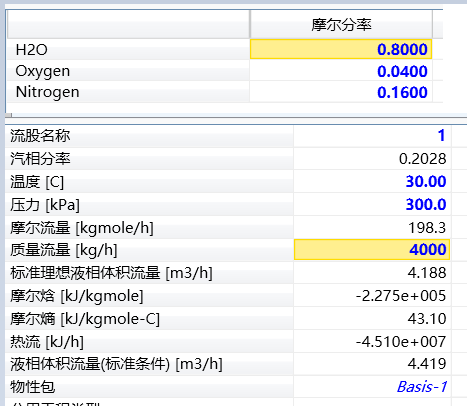 摩尔分率
H2O 0.8000
Oxygen 0.0400
Nitrogen 0.1600
流股名称 1
汽相分率 0.2028
温度 [C] 30.00
压力 [kPa] 300.0
摩尔流量 [kgmole/h] 198.3
质量流量 [kg/h] 4000
标准理想液相体积流量 [m3/h] 4.188
摩尔焓 [kJ/kgmole] -2.275e+005
摩尔熵 [kJ/kgmole-C] 43.10
热流 [kJ/h] -4.510e+007
液相体积流量(标准条件) [m3/h] 4.419
物性包 Basis-1